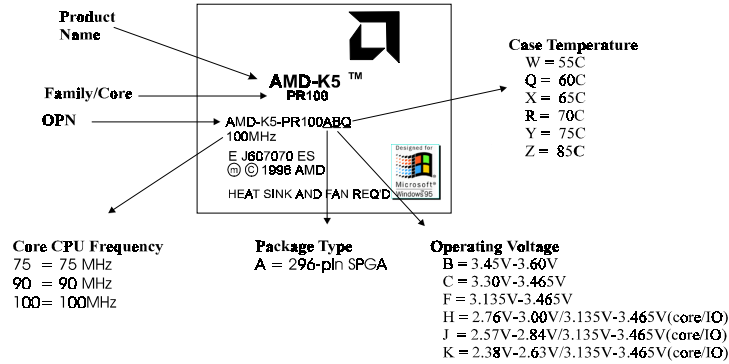 Product
Name
Family/Core
OPN
AMD-K5 ™
PR100
AMD-K5-PR100ABQ
100MHz
E J607070 ES
ⓜ © 1996 AMD
HEAT SINK AND FAN REQ'D
Designed for
Microsoft®
Windows95
Case Temperature
W = 55C
Q = 60C
X = 65C
R = 70C
Y = 75C
Z = 85C
Core CPU Frequency
75 = 75 MHz
90 = 90 MHz
100= 100MHz
Package Type
A = 296-pin SPGA
Operating Voltage
B = 3.45V-3.60V
C = 3.30V-3.465V
F = 3.135V-3.465V
H = 2.76V-3.00V/3.135V-3.465V(core/IO)
J = 2.57V-2.84V/3.135V-3.465V(core/IO)
K = 2.38V-2.63V/3.135V-3.465V(core/IO)